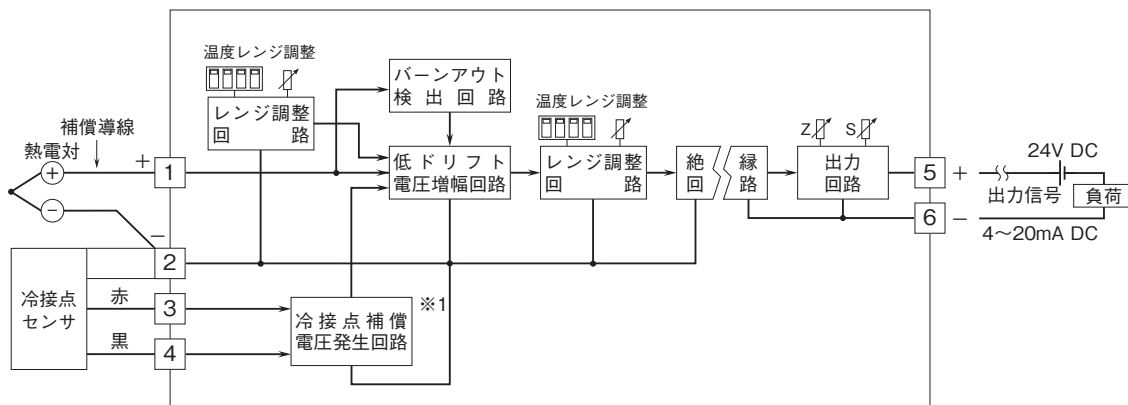 温度レンジ調整
レンジ調整
回 路
バーンアウト
検 出 回 路
温度レンジ調整
Z
S
補償導線
熱電対
+
−
+
1
低ドリフト
電圧増幅回路
レンジ調整
回 路
絶 縁
回 路
出力
回路
5
+
24V DC
出力信号
負荷
6
−
4～20mA DC
−
2
冷接点
センサ
赤
3
黒
4
冷 接 点 補 償
電圧発生回路
※1